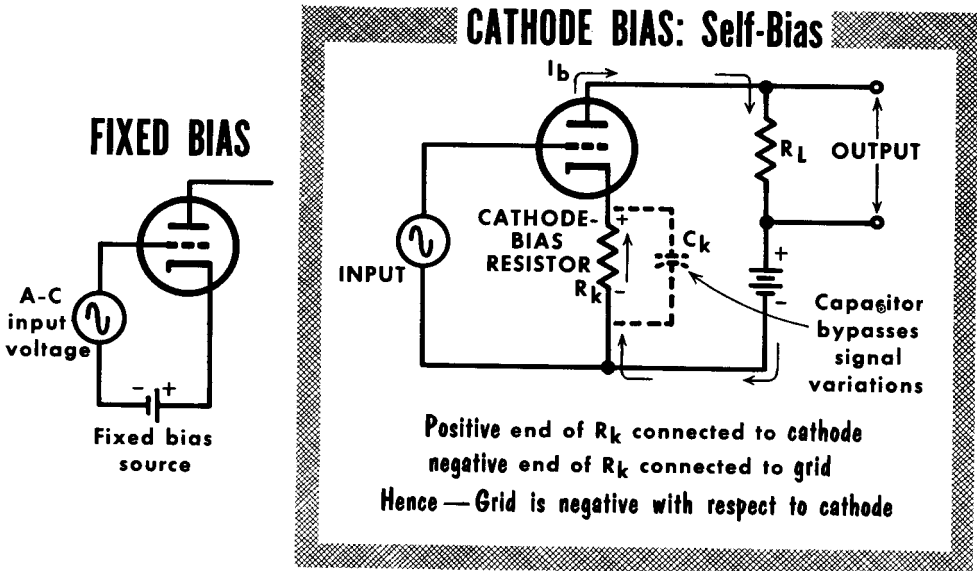 CATHODE BIAS: Self-Bias
FIXED BIAS
A-C
input
voltage
- +
Fixed bias
source
Ib
RL
OUTPUT
INPUT
CATHODE-
BIAS
RESISTOR
Rk
+
-
Ck
+
-
Capacitor
bypasses
signal
variations
Positive end of Rk connected to cathode
negative end of Rk connected to grid
Hence — Grid is negative with respect to cathode